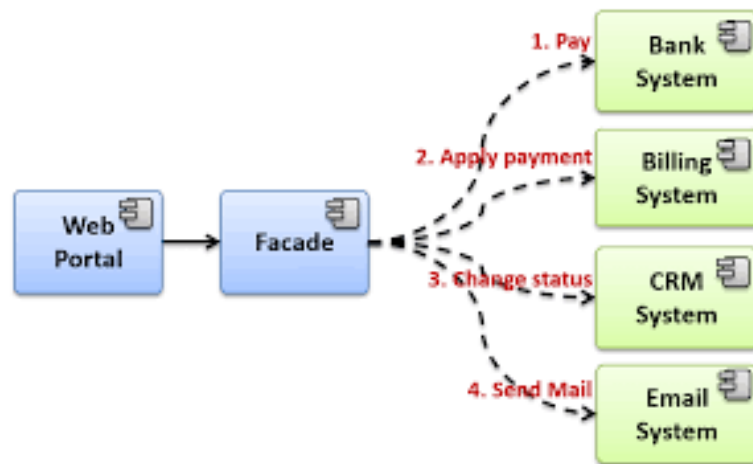 1. Pay
Bank
System
2. Apply payment
Billing
System
Web
Portal
Facade
3. Change status
CRM
System
4. Send Mail
Email
System